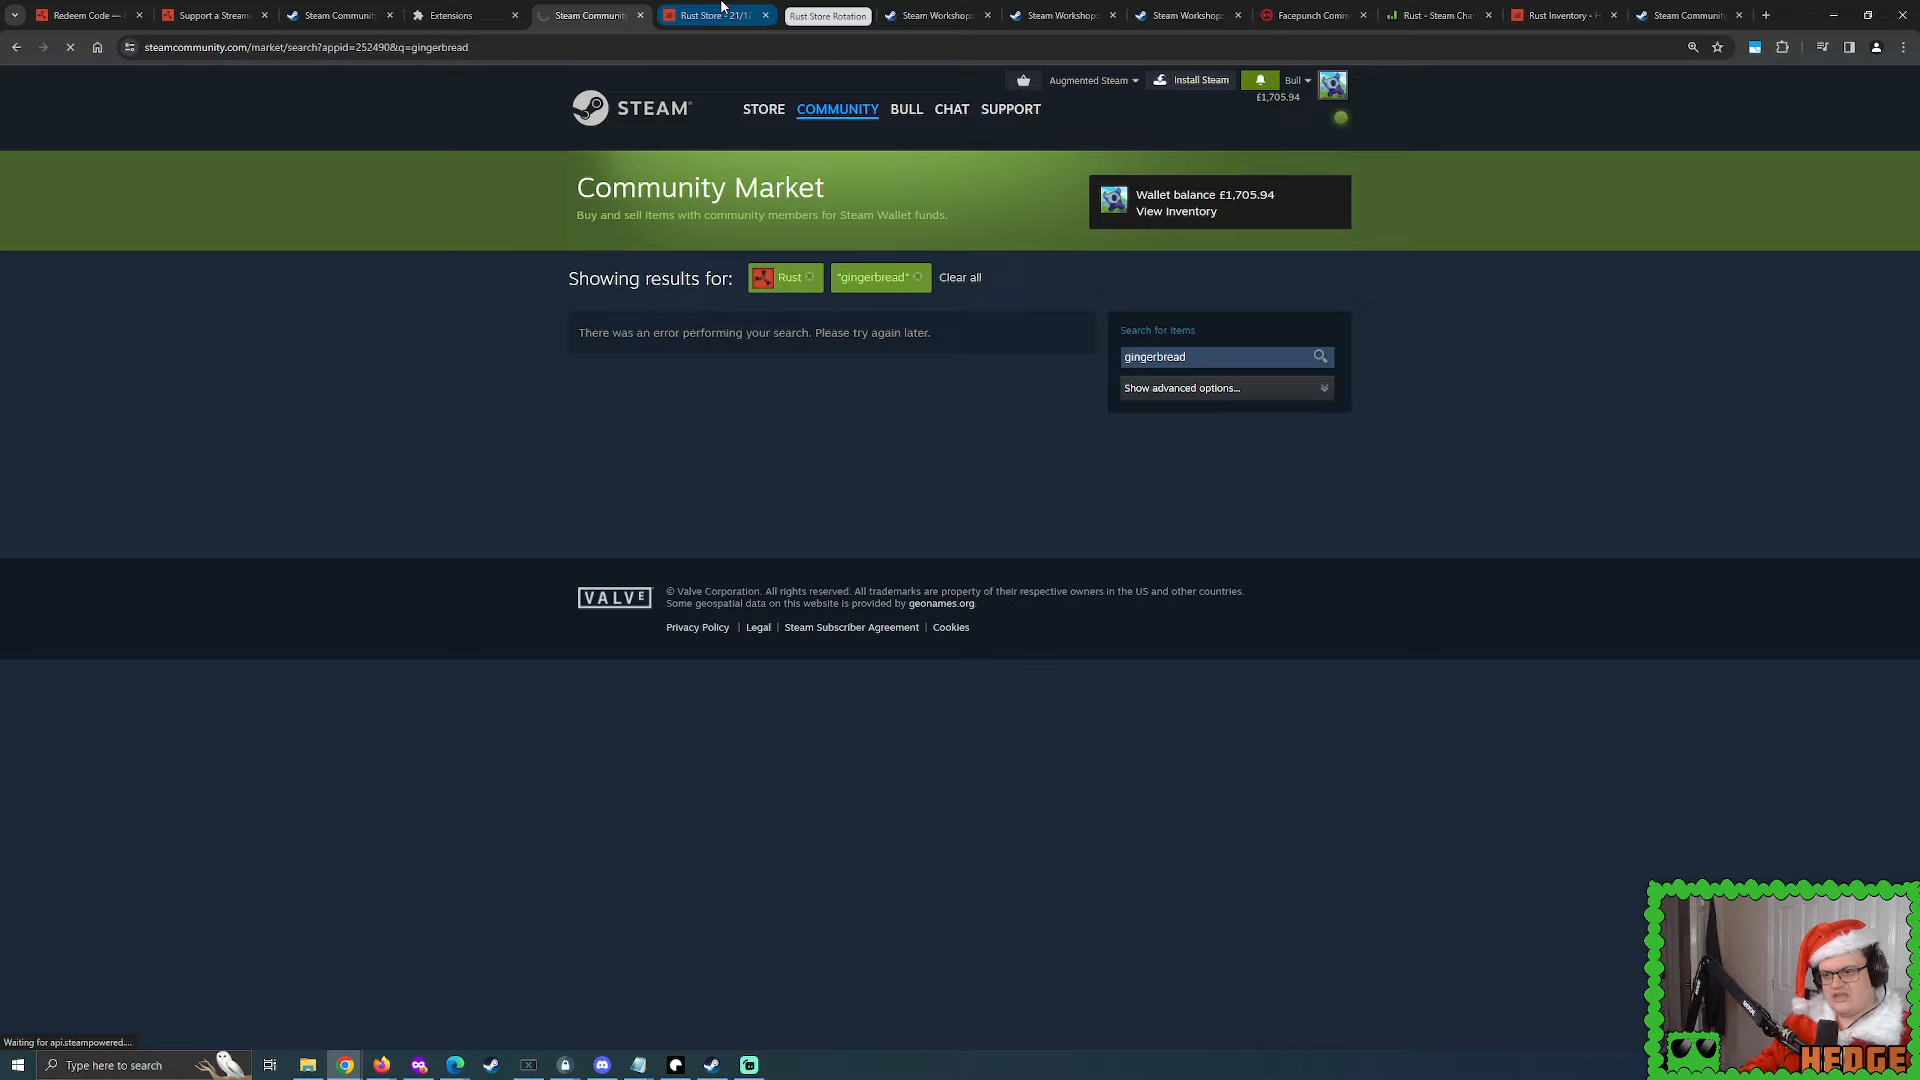 Redeem Code —
Support a Stream
Steam Community
Extensions
Steam Community
Rust Store - 21/12
Rust Store Rotation
Steam Workshop:
Steam Workshop:
Steam Workshop:
Facepunch Comm
Rust - Steam Cha
Rust Inventory - H
Steam Community
steamcommunity.com/market/search?appid=252490&q=gingerbread
Augmented Steam
Install Steam
Bull
£1,705.94
STEAM
STORE
COMMUNITY
BULL
CHAT
SUPPORT
Community Market
Buy and sell items with community members for Steam Wallet funds.
Wallet balance £1,705.94
View Inventory
Showing results for:
Rust
"gingerbread"
Clear all
There was an error performing your search. Please try again later.
Search for Items
gingerbread
Show advanced options...
VALVE
© Valve Corporation. All rights reserved. All trademarks are property of their respective owners in the US and other countries.
Some geospatial data on this website is provided by geonames.org.
Privacy Policy | Legal | Steam Subscriber Agreement | Cookies
Waiting for api.steampowered....
Type here to search
HEDGE